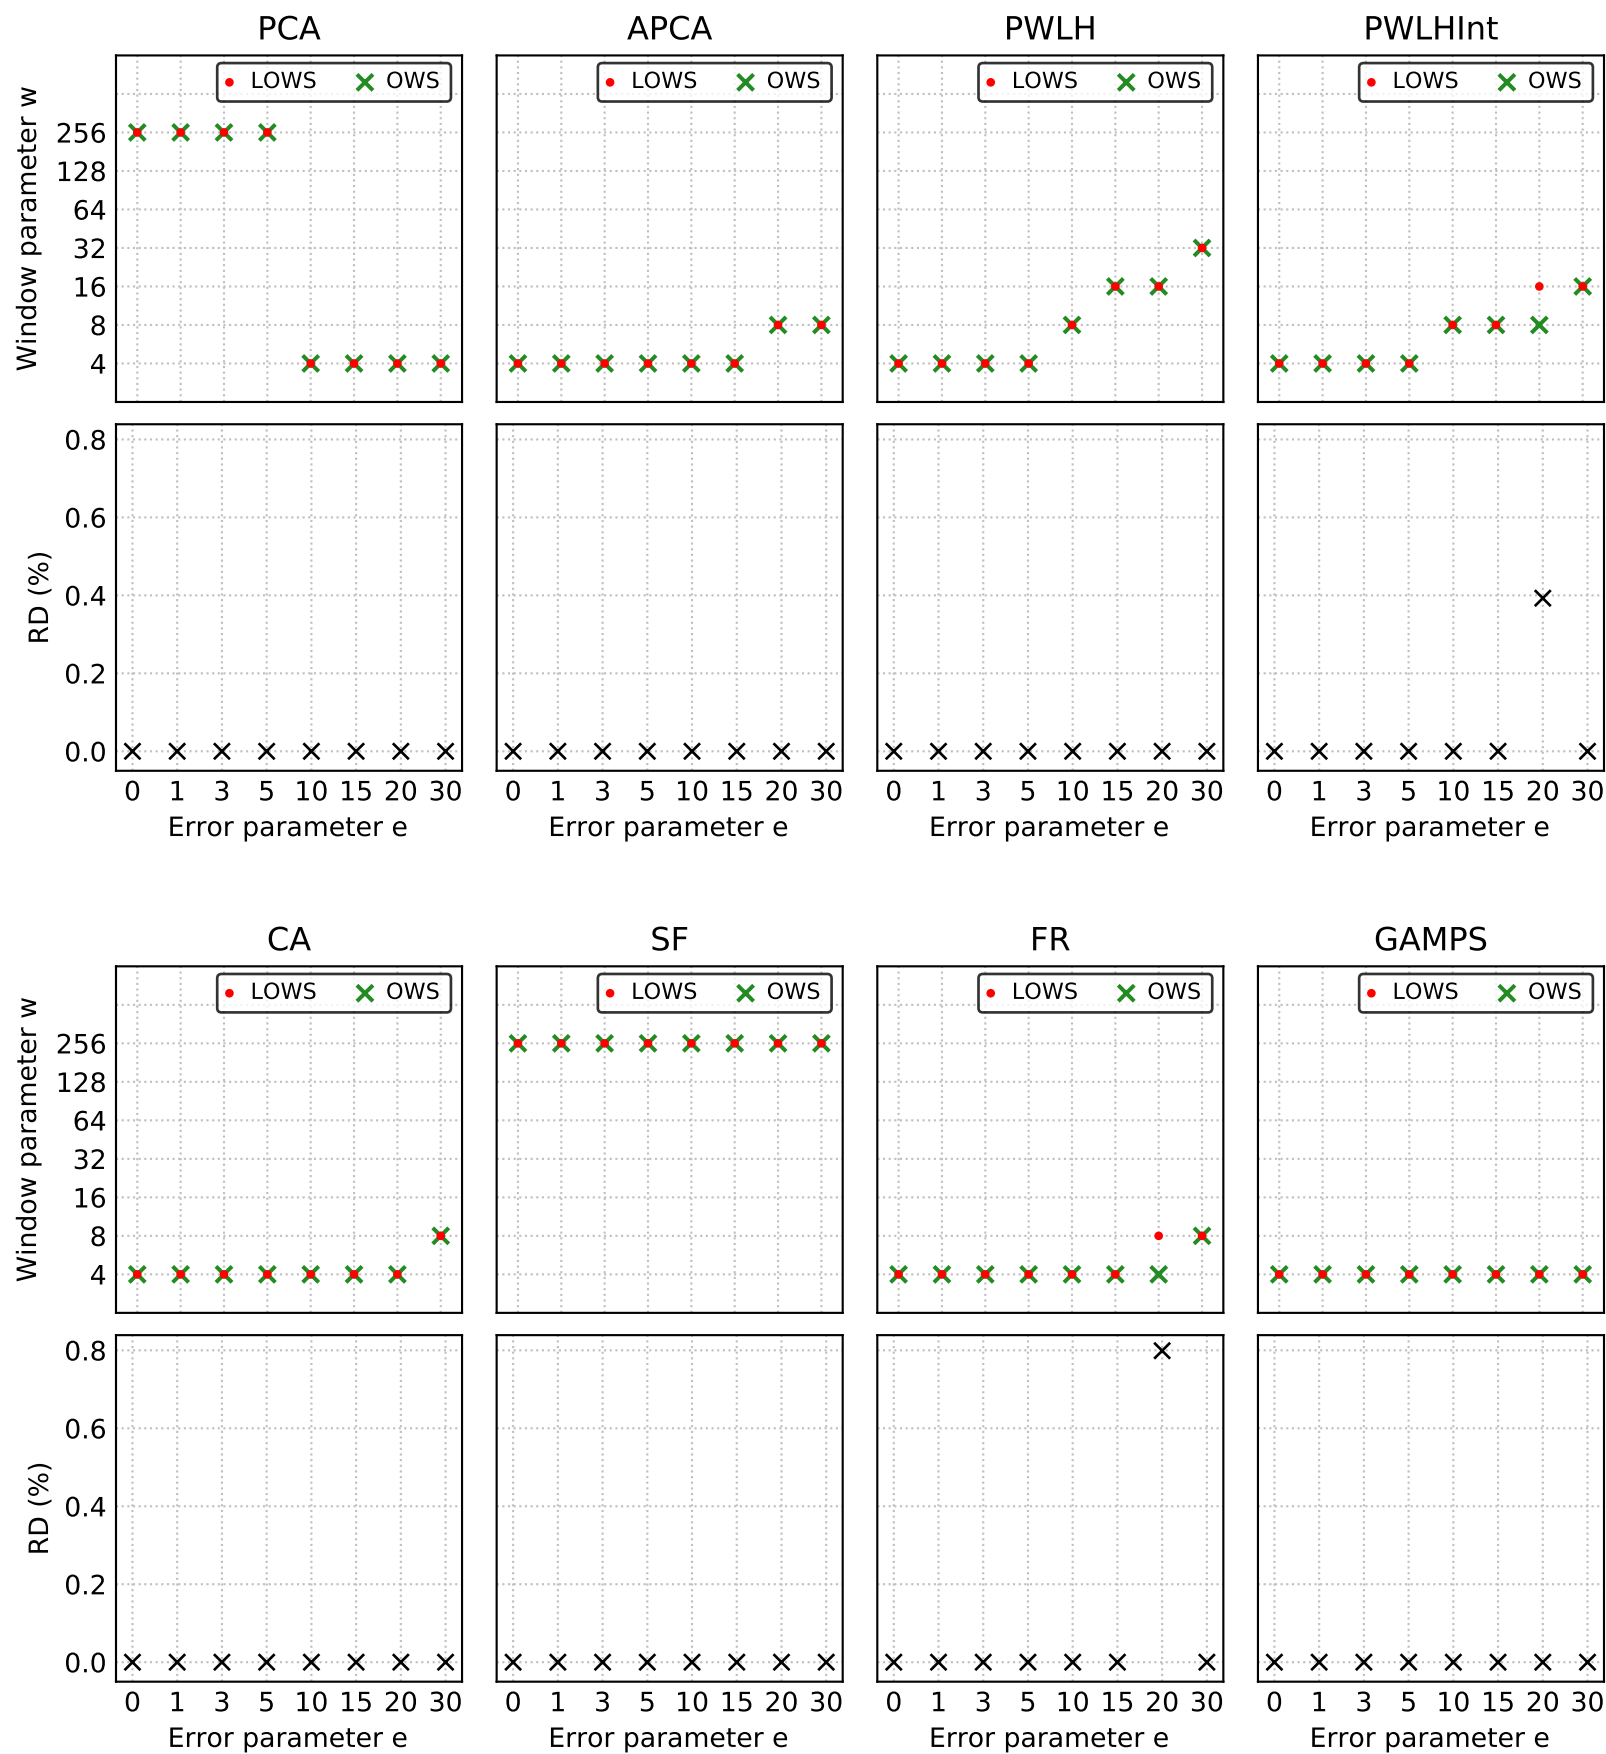 PCA APCA PWLH PWLHInt
LOWS OWS LOWS OWS LOWS OWS LOWS OWS
Window parameter w
256
128
64
32
16
8
4
RD (%)
0.8
0.6
0.4
0.2
0.0
0 1 3 5 10 15 20 30 0 1 3 5 10 15 20 30 0 1 3 5 10 15 20 30 0 1 3 5 10 15 20 30
Error parameter e Error parameter e Error parameter e Error parameter e
CA SF FR GAMPS
LOWS OWS LOWS OWS LOWS OWS LOWS OWS
Window parameter w
256
128
64
32
16
8
4
RD (%)
0.8
0.6
0.4
0.2
0.0
0 1 3 5 10 15 20 30 0 1 3 5 10 15 20 30 0 1 3 5 10 15 20 30 0 1 3 5 10 15 20 30
Error parameter e Error parameter e Error parameter e Error parameter e